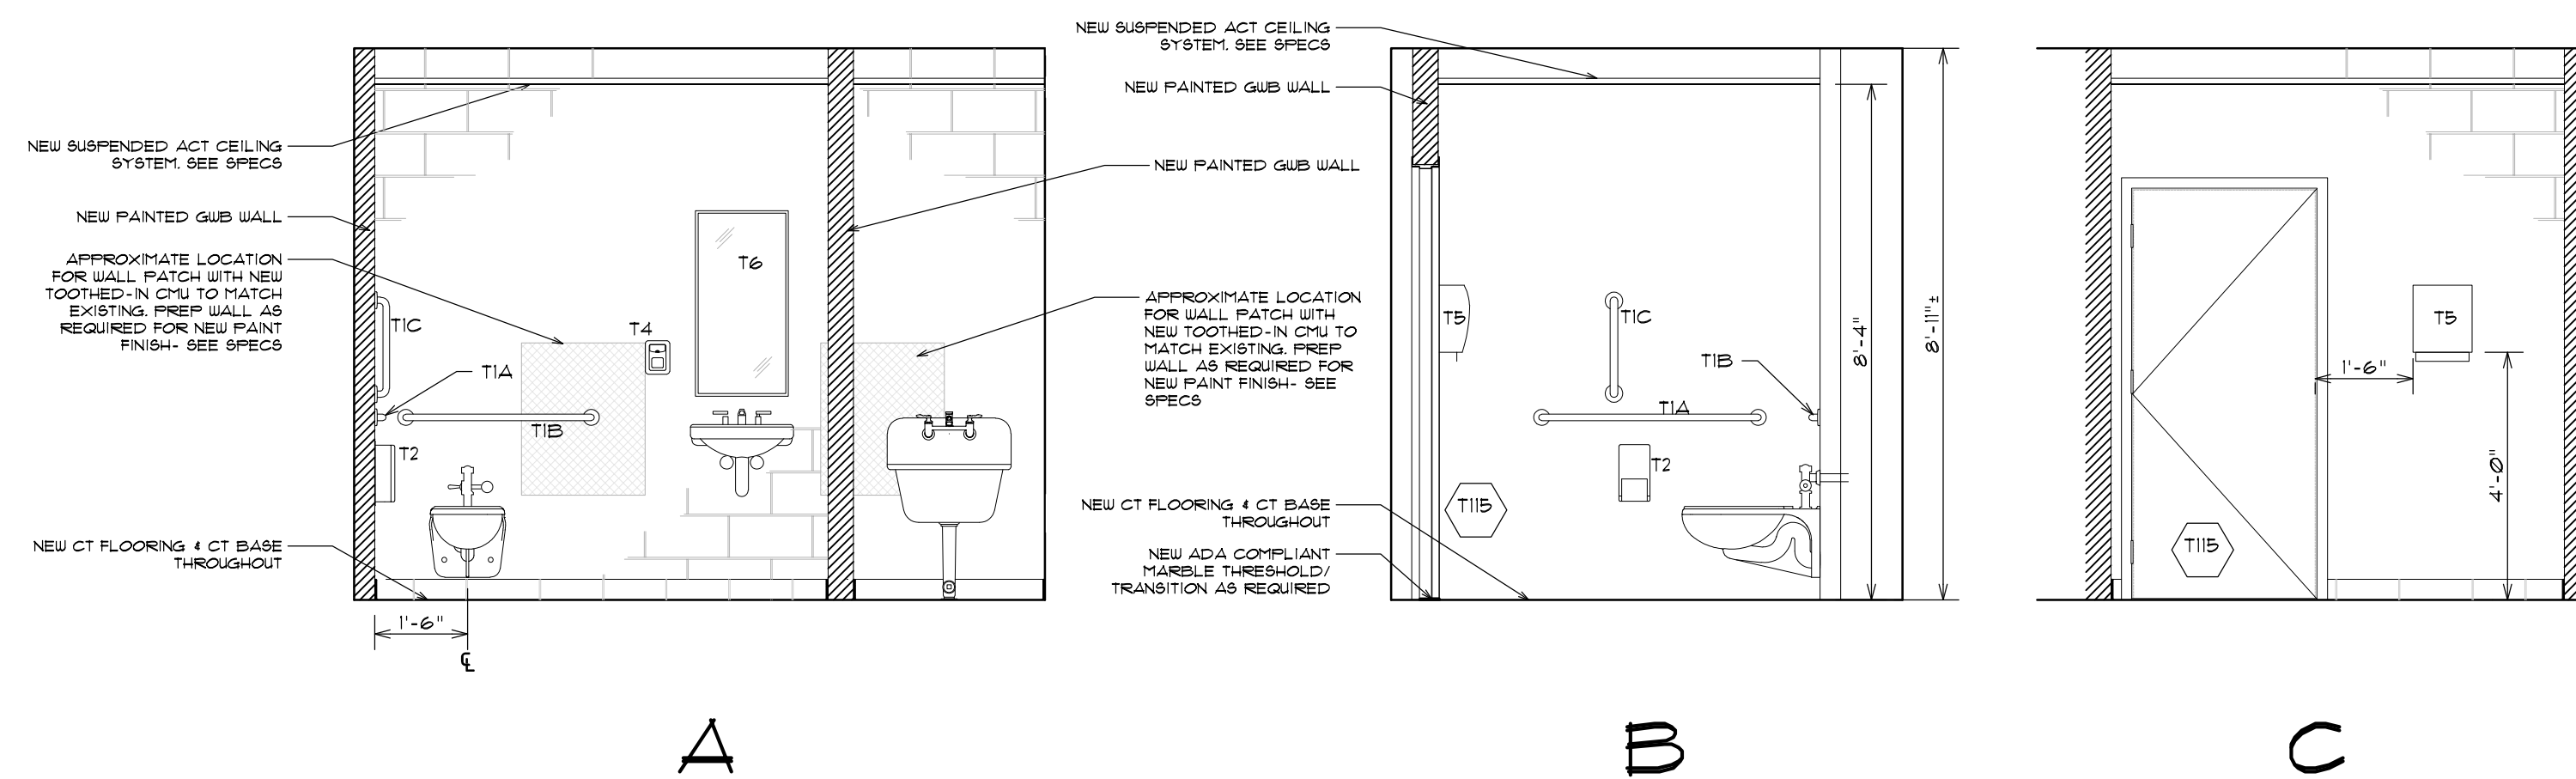 NEW SUSPENDED ACT CEILING
SYSTEM. SEE SPECS
NEW PAINTED GWB WALL
APPROXIMATE LOCATION
FOR WALL PATCH WITH NEW
TOOTHED-IN CMU TO MATCH
EXISTING. PREP WALL AS
REQUIRED FOR NEW PAINT
FINISH- SEE SPECS
NEW CT FLOORING & CT BASE
THROUGHOUT
T1C
T1A
T1B
T2
T4
T6
1'-6"
CL
A
NEW PAINTED GWB WALL
APPROXIMATE LOCATION
FOR WALL PATCH WITH
NEW TOOTHED-IN CMU TO
MATCH EXISTING. PREP
WALL AS REQUIRED FOR
NEW PAINT FINISH- SEE
SPECS
NEW SUSPENDED ACT CEILING
SYSTEM. SEE SPECS
NEW PAINTED GWB WALL
NEW CT FLOORING & CT BASE
THROUGHOUT
NEW ADA COMPLIANT
MARBLE THRESHOLD/
TRANSITION AS REQUIRED
T5
T1C
T1B
T1A
T2
T115
8'-4"
8'-11"±
B
T5
1'-6"
4'-0"
T115
C